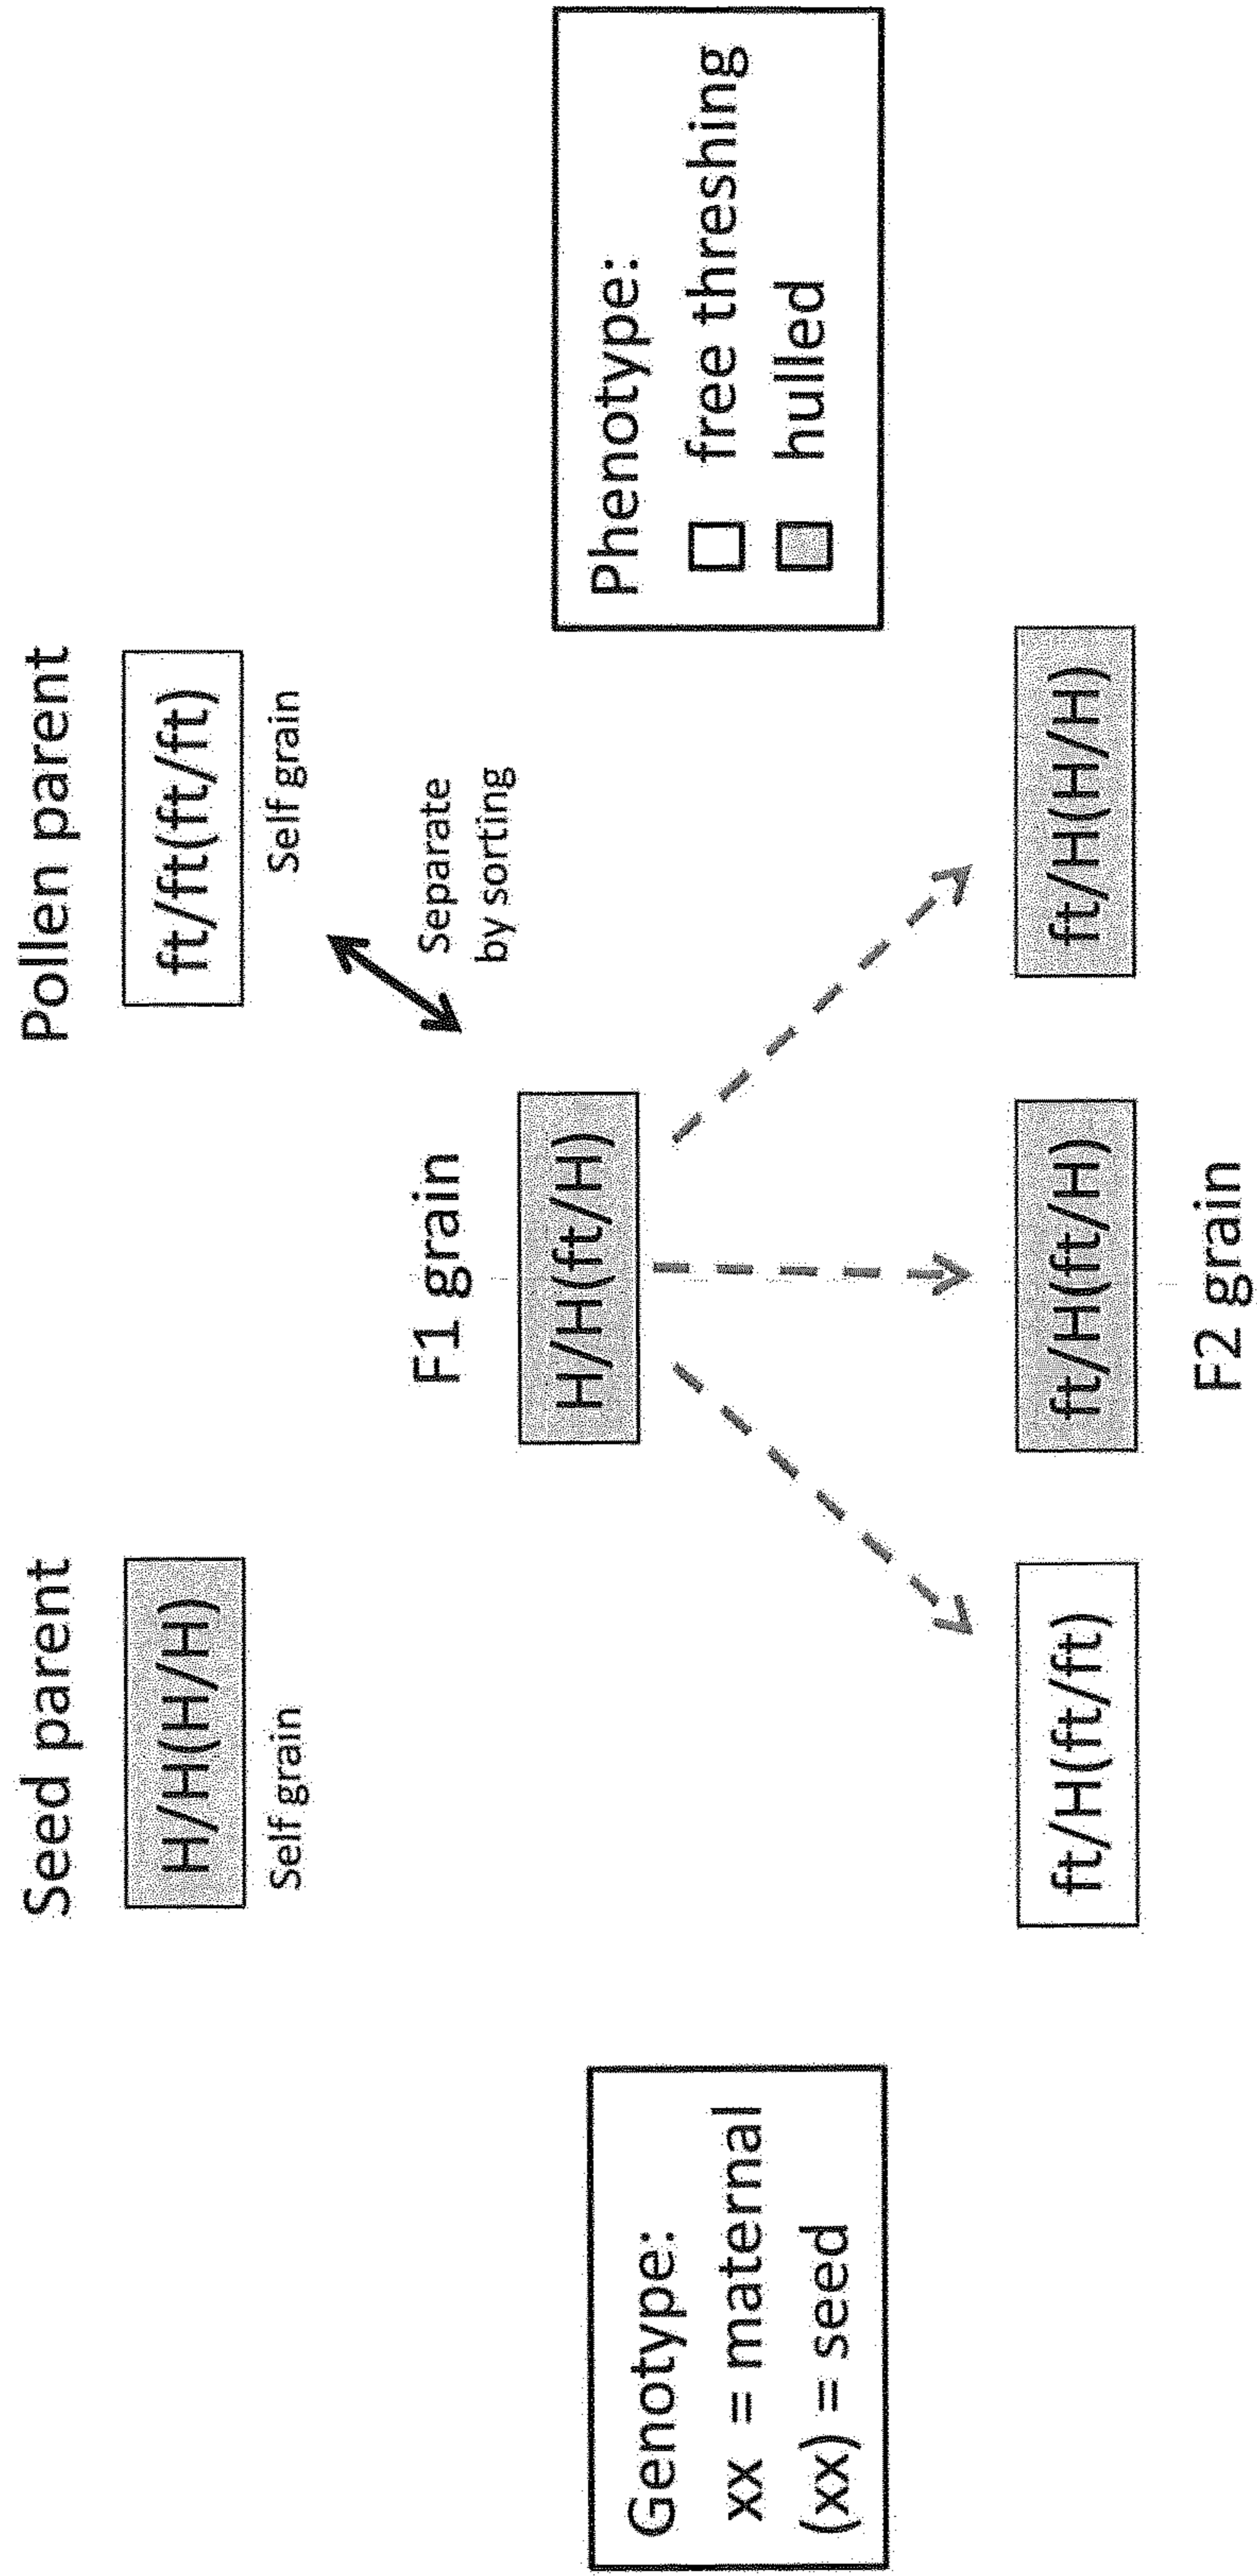 Seed parent
Pollen parent
H/H(H/H)
ft/ft(ft/ft)
Self grain
Self grain
F1 grain
Separate
by sorting
H/H(ft/H)
Genotype:
xx = maternal
(xx) = seed
Phenotype:
free threshing
hulled
ft/H(ft/ft)
ft/H(ft/H)
ft/H(H/H)
F2 grain